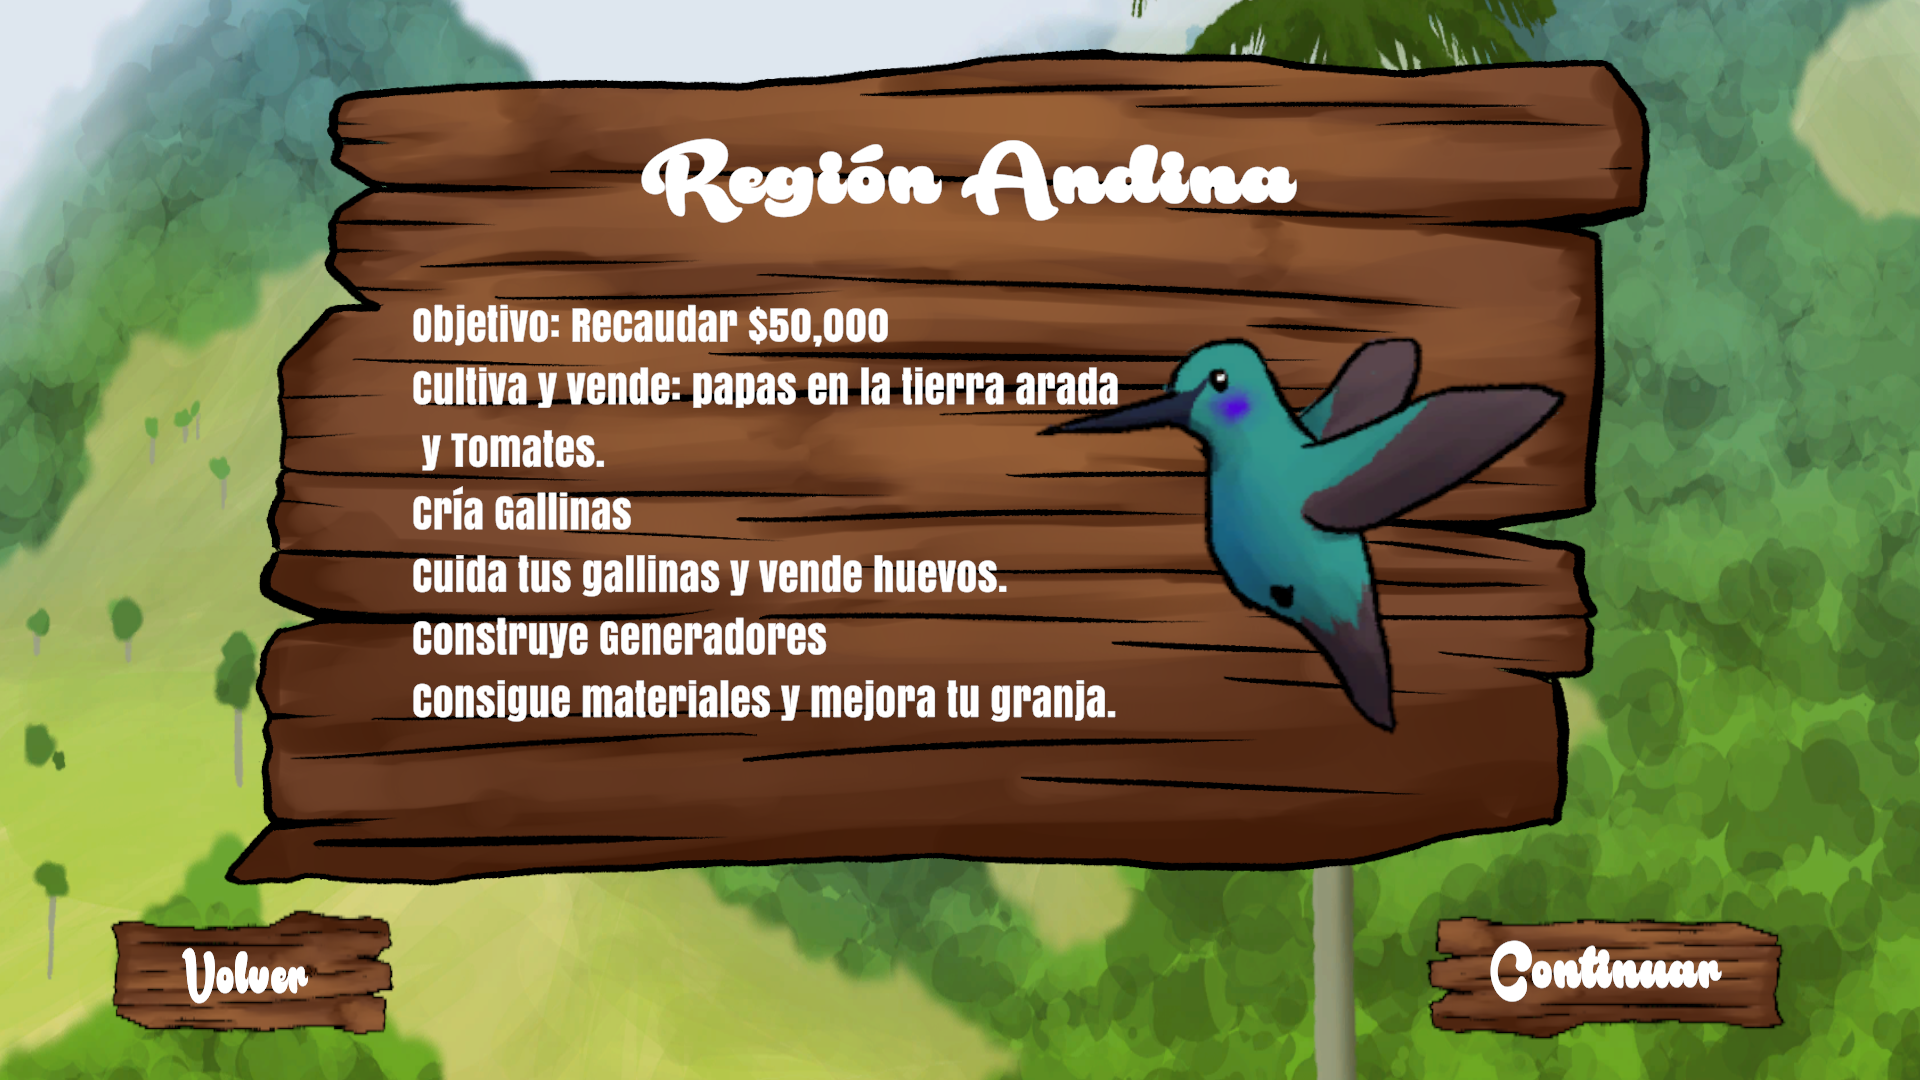 Región Andina
Objetivo: Recaudar $50,000
Cultiva y vende: papas en la tierra arada
y Tomates.
Cría Gallinas
Cuida tus gallinas y vende huevos.
Construye Generadores
Consigue materiales y mejora tu granja.
Volver
Continuar